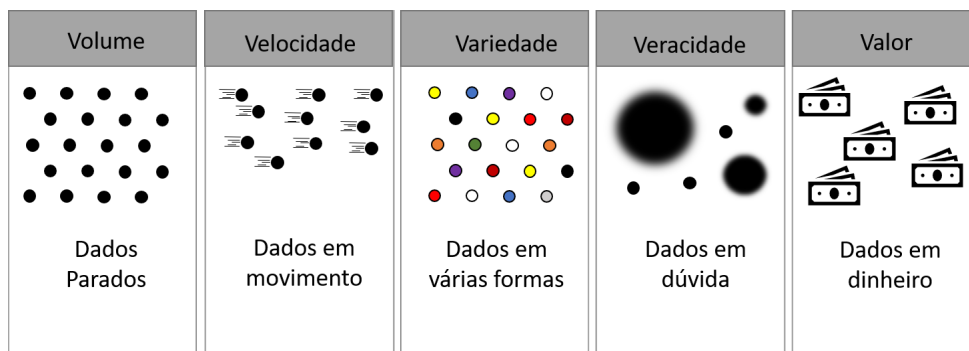 Volume
Dados
Parados
Velocidade
Dados em
movimento
Variedade
Dados em
várias formas
Veracidade
Dados em
dúvida
Valor
Dados em
dinheiro